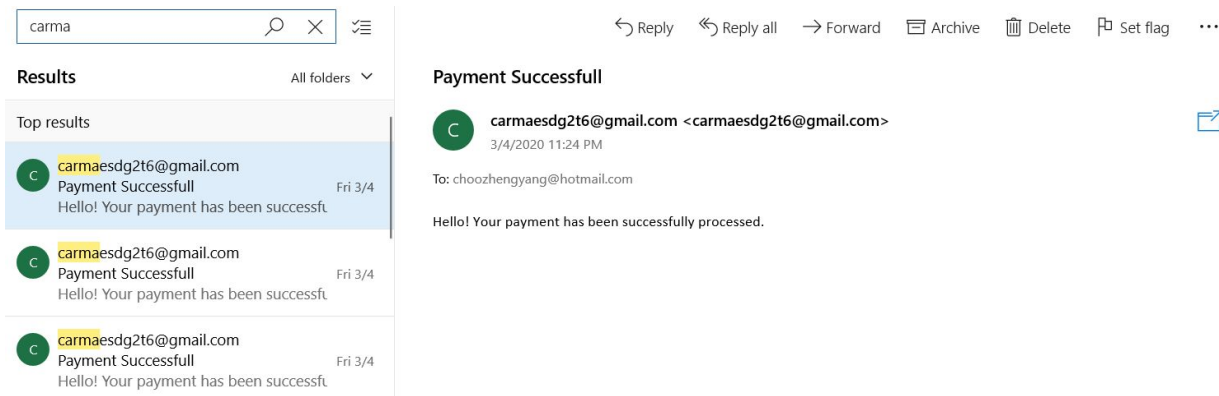 carma
Results
All folders
Top results
C
carmaesdg2t6@gmail.com
Payment Successfull
Fri 3/4
Hello! Your payment has been successfu
C
carmaesdg2t6@gmail.com
Payment Successfull
Fri 3/4
Hello! Your payment has been successfu
C
carmaesdg2t6@gmail.com
Payment Successfull
Fri 3/4
Hello! Your payment has been successfu
Reply
Reply all
Forward
Archive
Delete
Set flag
Payment Successfull
C
carmaesdg2t6@gmail.com <carmaesdg2t6@gmail.com>
3/4/2020 11:24 PM
To: choozhengyang@hotmail.com
Hello! Your payment has been successfully processed.